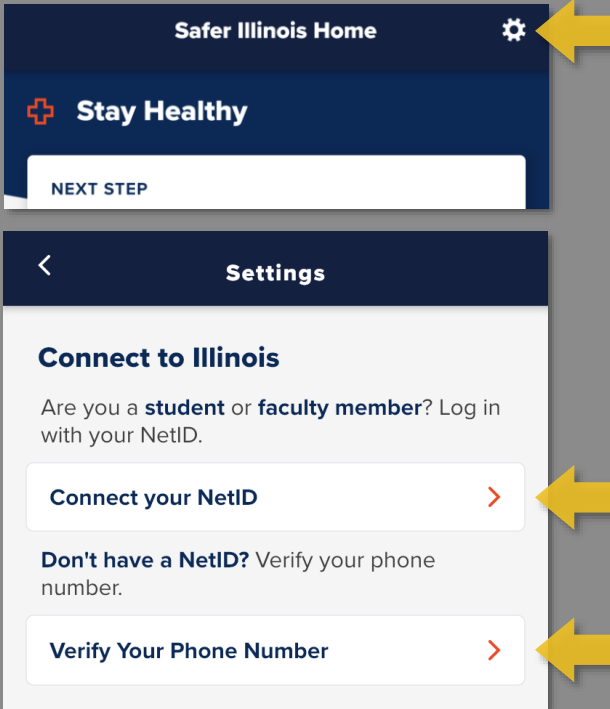 Safer Illinois Home
Stay Healthy
NEXT STEP
Settings
Connect to Illinois
Are you a student or faculty member? Log in
with your NetID.
Connect your NetID
Don't have a NetID? Verify your phone
number.
Verify Your Phone Number